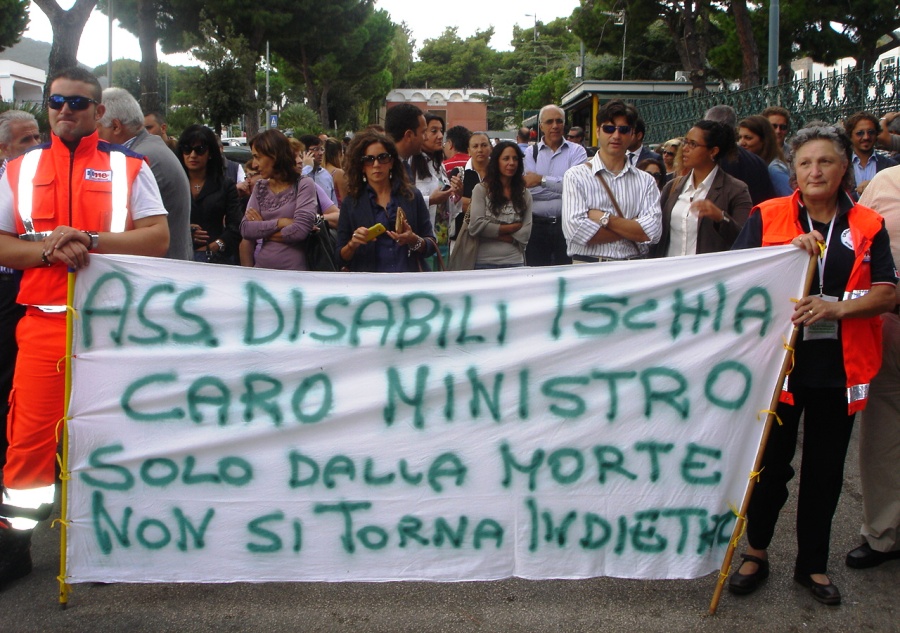 ASS. DISABILI ISCHIA
CARO MINISTRO
SOLO DALLA MORTE
NON SI TORNA INDIETRO